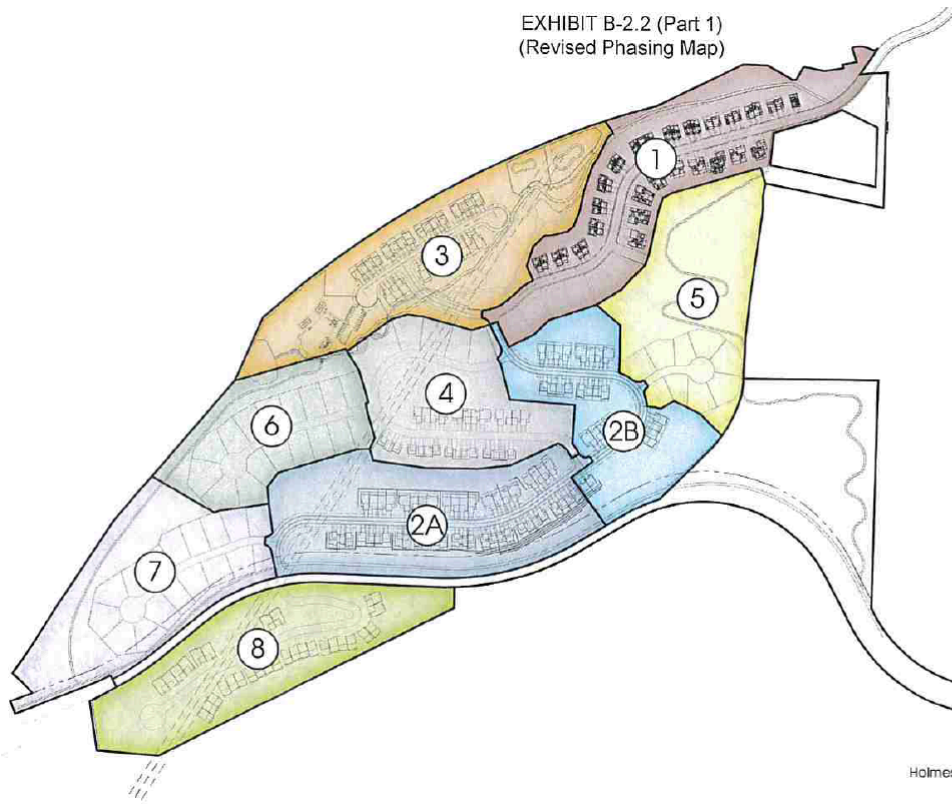 EXHIBIT B-2.2 (Part 1)
(Revised Phasing Map)
1
3
5
4
2B
6
2A
7
8
Holmes